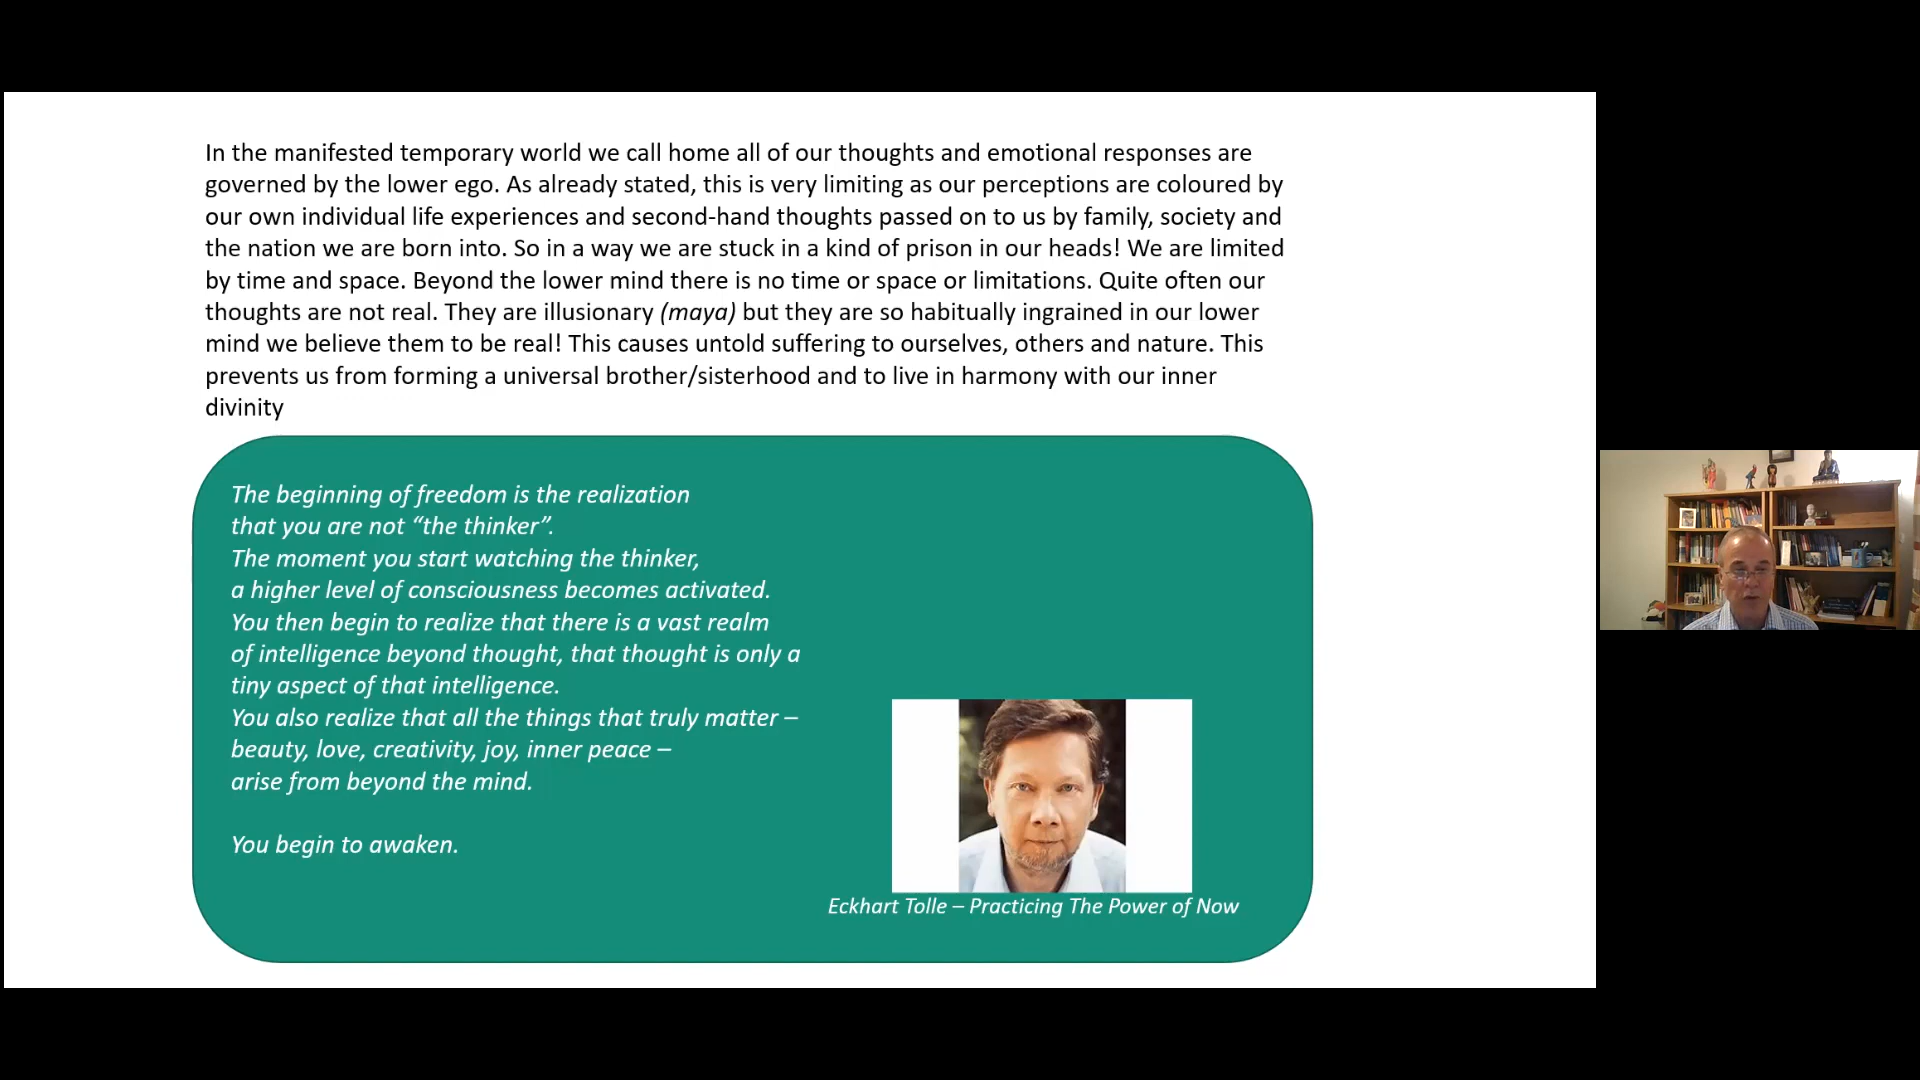 In the manifested temporary world we call home all of our thoughts and emotional responses are
governed by the lower ego. As already stated, this is very limiting as our perceptions are coloured by
our own individual life experiences and second-hand thoughts passed on to us by family, society and
the nation we are born into. So in a way we are stuck in a kind of prison in our heads! We are limited
by time and space. Beyond the lower mind there is no time or space or limitations. Quite often our
thoughts are not real. They are illusionary (maya) but they are so habitually ingrained in our lower
mind we believe them to be real! This causes untold suffering to ourselves, others and nature. This
prevents us from forming a universal brother/sisterhood and to live in harmony with our inner
divinity
The beginning of freedom is the realization
that you are not “the thinker”.
The moment you start watching the thinker,
a higher level of consciousness becomes activated.
You then begin to realize that there is a vast realm
of intelligence beyond thought, that thought is only a
tiny aspect of that intelligence.
You also realize that all the things that truly matter –
beauty, love, creativity, joy, inner peace –
arise from beyond the mind.
You begin to awaken.
Eckhart Tolle – Practicing The Power of Now